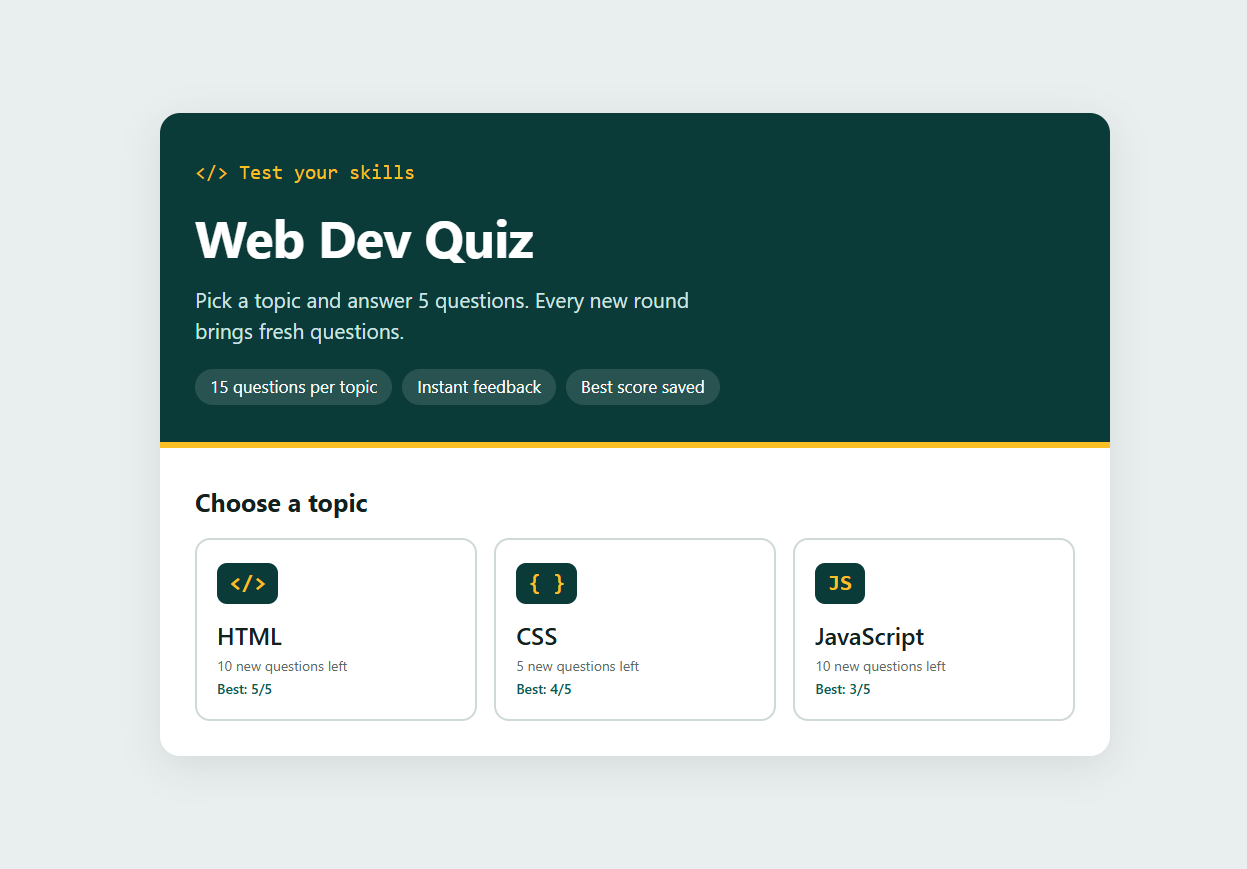 </> Test your skills
Web Dev Quiz
Pick a topic and answer 5 questions. Every new round
brings fresh questions.
15 questions per topic
Instant feedback
Best score saved
Choose a topic
</>
HTML
10 new questions left
Best: 5/5
{ }
CSS
5 new questions left
Best: 4/5
JS
JavaScript
10 new questions left
Best: 3/5